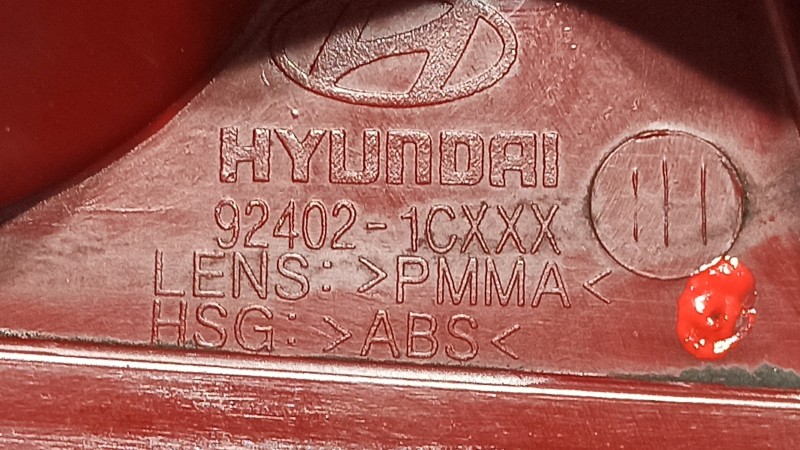 HYUNDAI
92402-1CXXX
LENS: >PMMA<
HSG: >ABS<